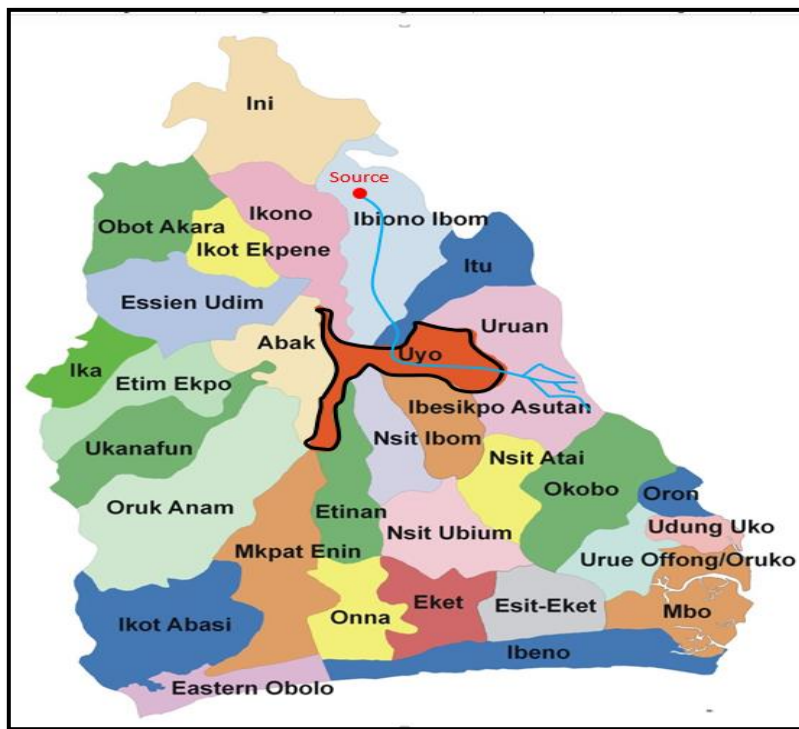 Ini
Source
Ikono
Ibiono Ibom
Obot Akara
Ikot Ekpene
Itu
Essien Udim
Uruan
Abak
Uyo
Ika
Etim Ekpo
Ibesikpo Asutan
Nsit Ibom
Ukanafun
Nsit Atai
Okobo
Oron
Oruk Anam
Etinan
Udung Uko
Nsit Ubium
Mkpat Enin
Urue Offong/Oruko
Eket
Esit-Eket
Mbo
Onna
Ikot Abasi
Ibeno
Eastern Obolo